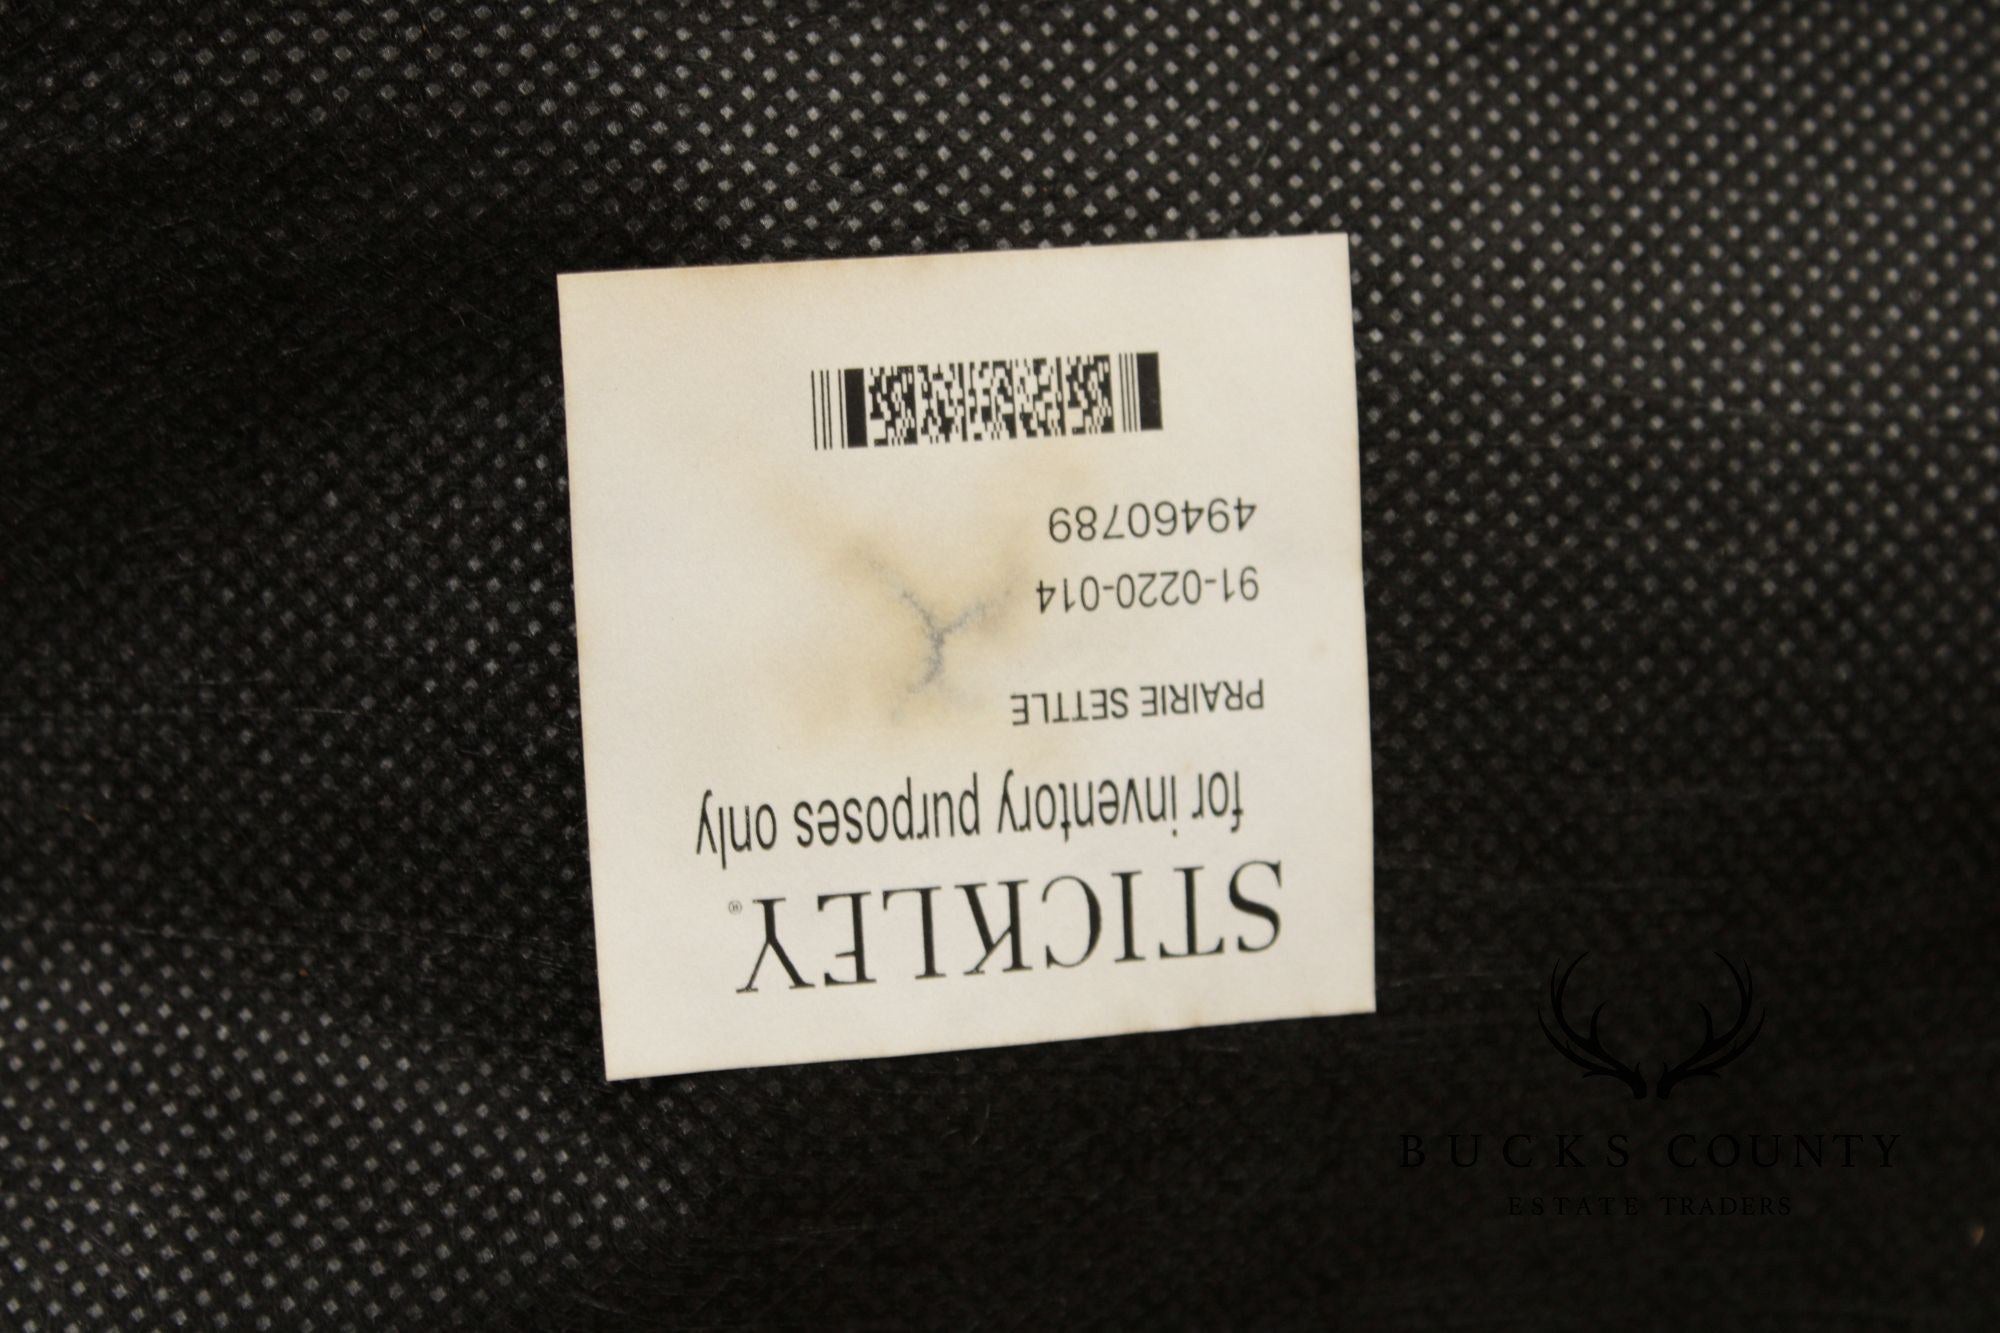 STICKLEY®
for inventory purposes only
PRAIRIE SETTLE
91-0220-014
49460789
BUCKS COUNTY
ESTATE TRADERS